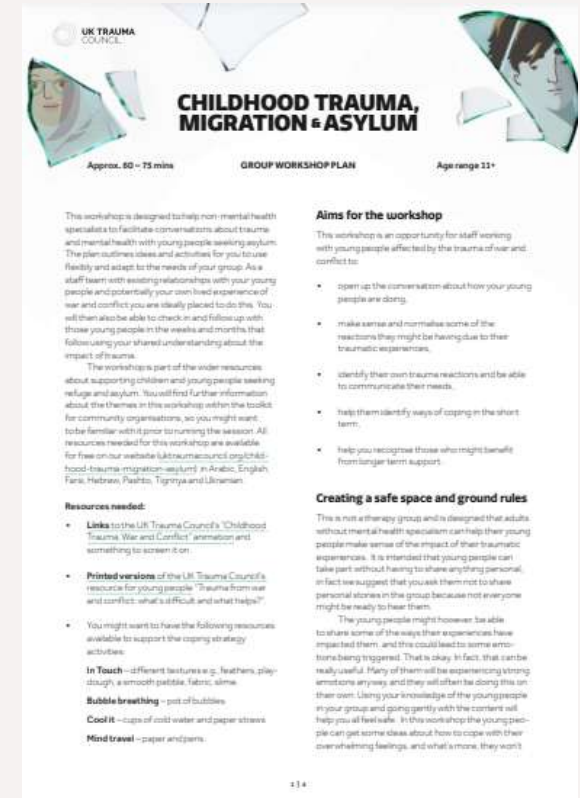 UK TRAUMA
COUNCIL
CHILDHOOD TRAUMA,
MIGRATION & ASYLUM
Approx. 60 – 75 mins
GROUP WORKSHOP PLAN
Age range 11+
This workshop is designed to help non-mental health
specialists to facilitate conversations about trauma
and mental health with young people seeking asylum.
The plan outlines ideas and activities for you to use
flexibly and adapt to the needs of your group. As a
staff team with existing relationships with your young
people and potentially your own lived experience of
war and conflict you are ideally placed to do this. You
will then also be able to check in and follow up with
those young people in the weeks and months that
follow using your shared understanding about the
impact of trauma.
The workshop is part of the wider resources
about supporting children and young people seeking
refuge and asylum. You will find further information
about the themes in this workshop within the toolkit
for community organisations, so you might want
to be familiar with it prior to running the session. All
resources needed for this workshop are available
for free on our website (uktraumacouncil.org/child-
hood-trauma-migration-asylum) in Arabic, English,
Farsi, Hebrew, Pashto, Tigrinya and Ukrainian.
Resources needed:
• Links to the UK Trauma Council's "Childhood
Trauma, War and Conflict" animation and
something to screen it on.
• Printed versions of the UK Trauma Council's
resource for young people "Trauma from war
and conflict: what's difficult and what helps?".
• You might want to have the following resources
available to support the coping strategy
activities:
In Touch – different textures e.g., feathers, play-
dough, a smooth pebble, fabric, slime
Bubble breathing – pot of bubbles
Cool it – cups of cold water and paper straws
Mind travel – paper and pens.
Aims for the workshop
This workshop is an opportunity for staff working
with young people affected by the trauma of war and
conflict to:
• open up the conversation about how your young
people are doing.
• make sense and normalise some of the
reactions they might be having due to their
traumatic experiences.
• identify their own trauma reactions and be able
to communicate their needs.
• help them identify ways of coping in the short
term.
• help you recognise those who might benefit
from longer term support.
Creating a safe space and ground rules
This is not a therapy group and is designed that adults
without mental health specialism can help their young
people make sense of the impact of their traumatic
experiences. It is intended that young people can
take part without having to share anything personal,
in fact we suggest that you ask them not to share
personal stories in the group because not everyone
might be ready to hear them.
The young people might however be able
to share some of the ways their experiences have
impacted them, and this could lead to some emo-
tions being triggered. That is okay. In fact, that can be
really useful. Many of them will be experiencing strong
emotions anyway, and they will often be doing this on
their own. Using your knowledge of the young people
in your group and going gently with the content will
help you all feel safe. In this workshop the young peo-
ple can get some ideas about how to cope with their
overwhelming feelings, and what's more, they won't